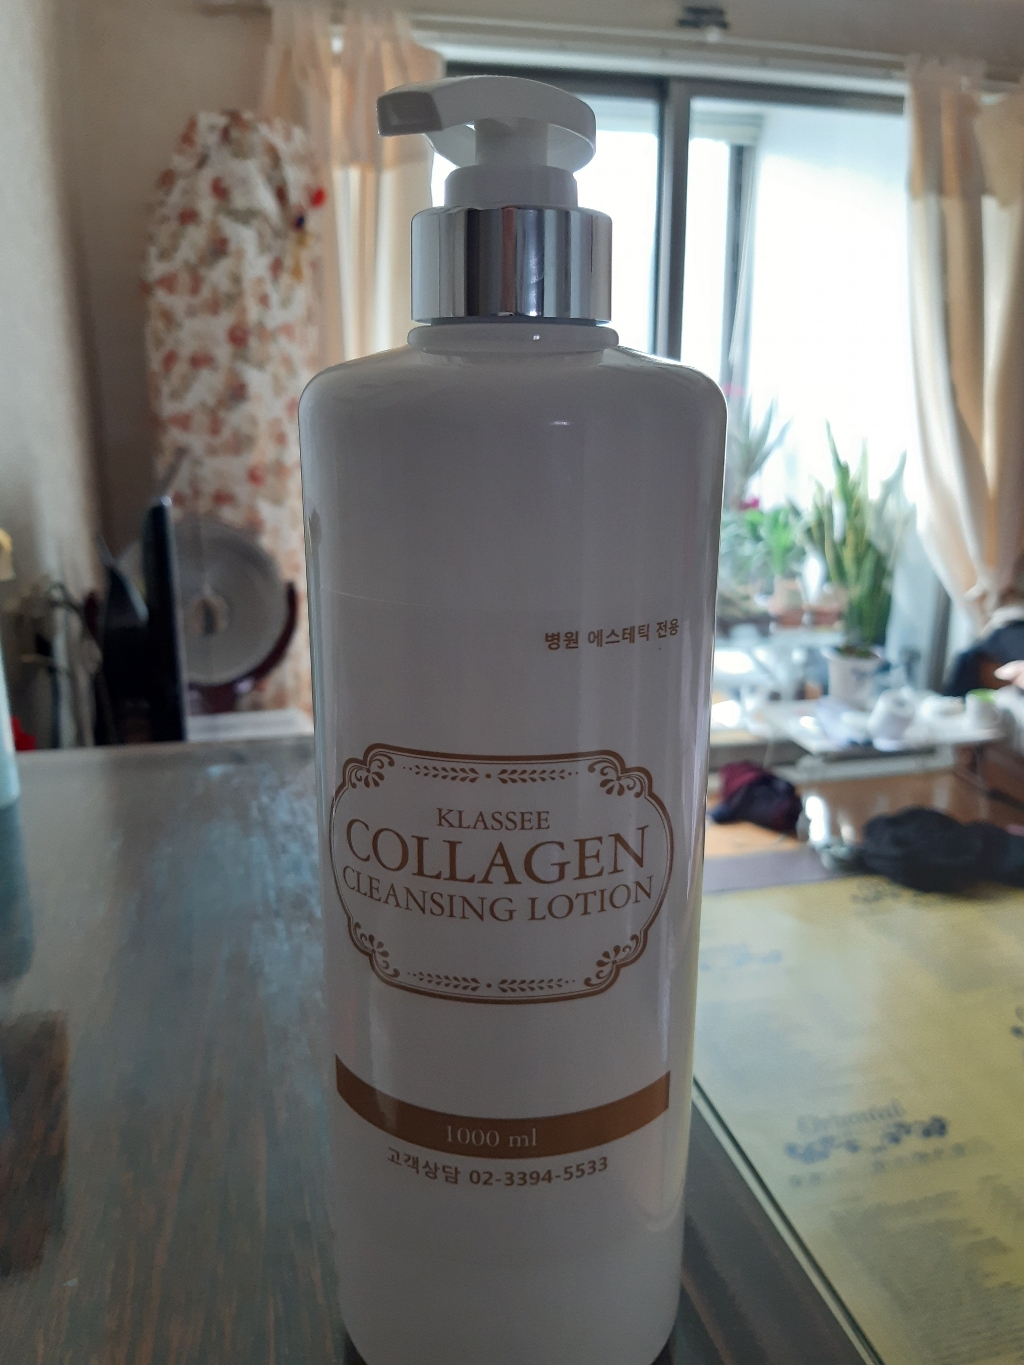 병원 에스테틱 전용
KLASSEE
COLLAGEN
CLEANSING LOTION
1000 ml
고객상담 02-3394-5533
Oriental